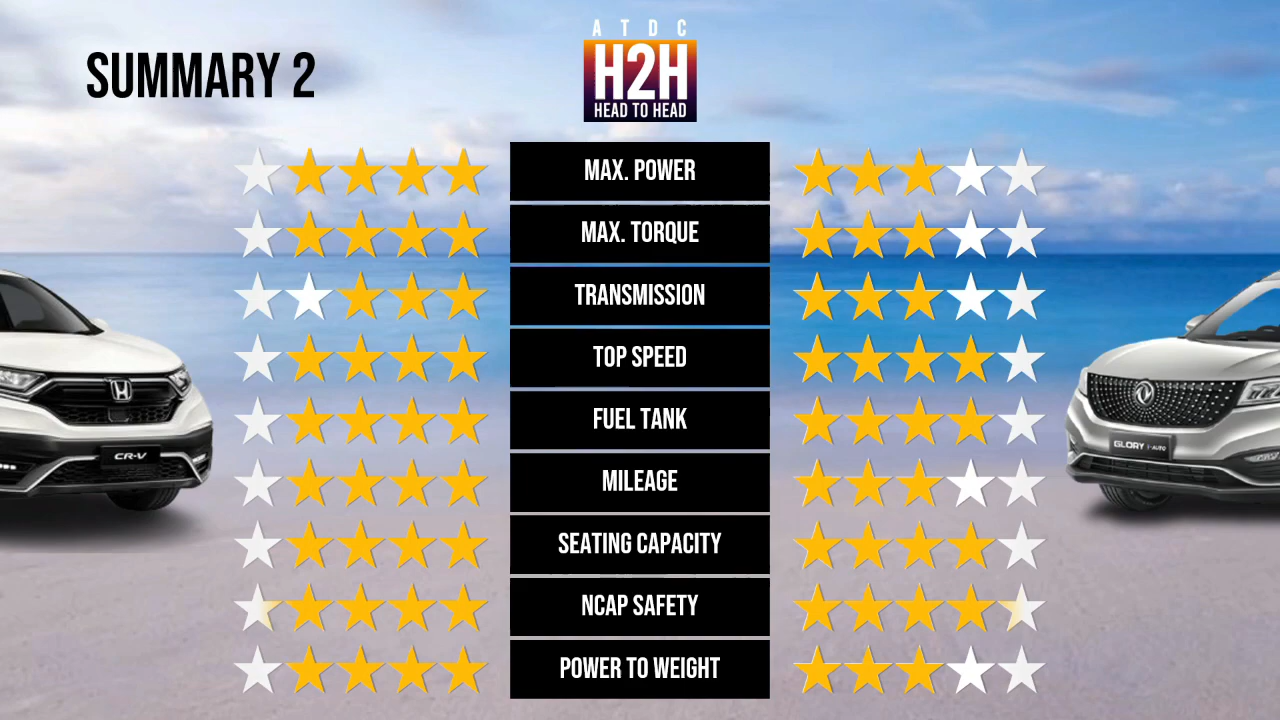 SUMMARY 2
ATDC
H2H
HEAD TO HEAD
MAX. POWER
MAX. TORQUE
TRANSMISSION
TOP SPEED
FUEL TANK
MILEAGE
SEATING CAPACITY
NCAP SAFETY
POWER TO WEIGHT
CR-V
GLORY i-AUTO